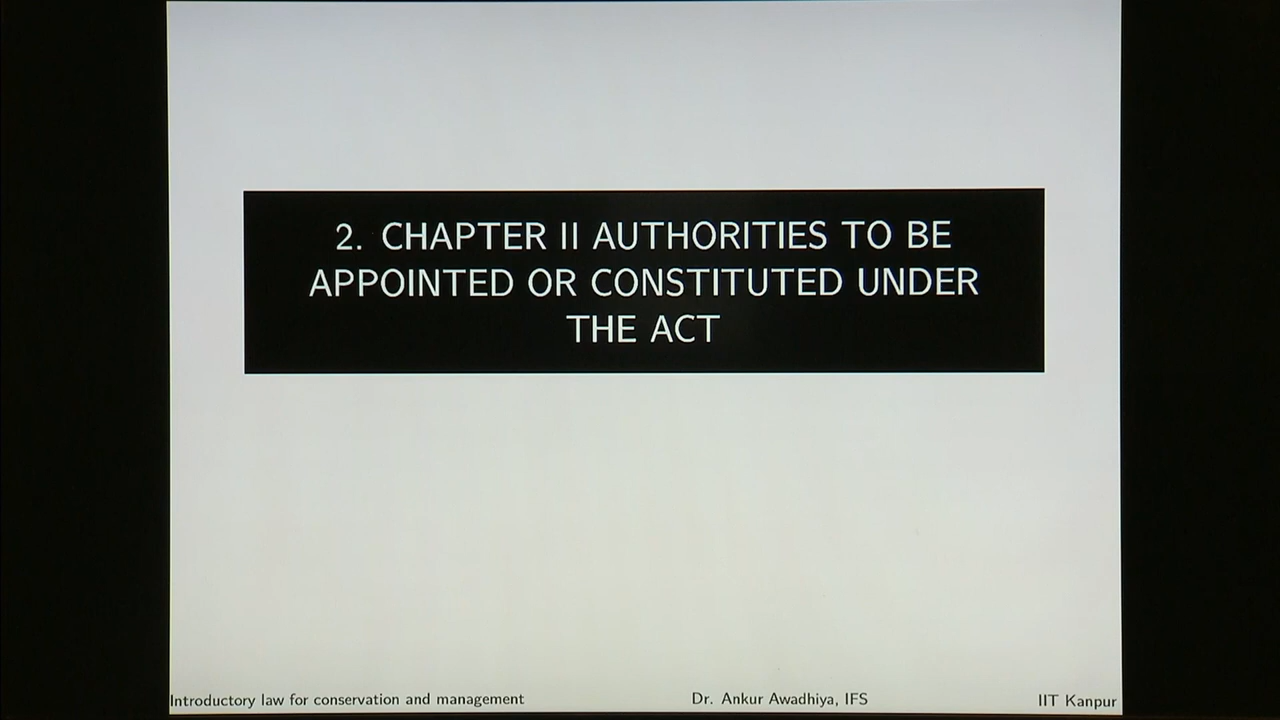 2. CHAPTER II AUTHORITIES TO BE
APPOINTED OR CONSTITUTED UNDER
THE ACT
Introductory law for conservation and management Dr. Ankur Awadhiya, IFS IIT Kanpur